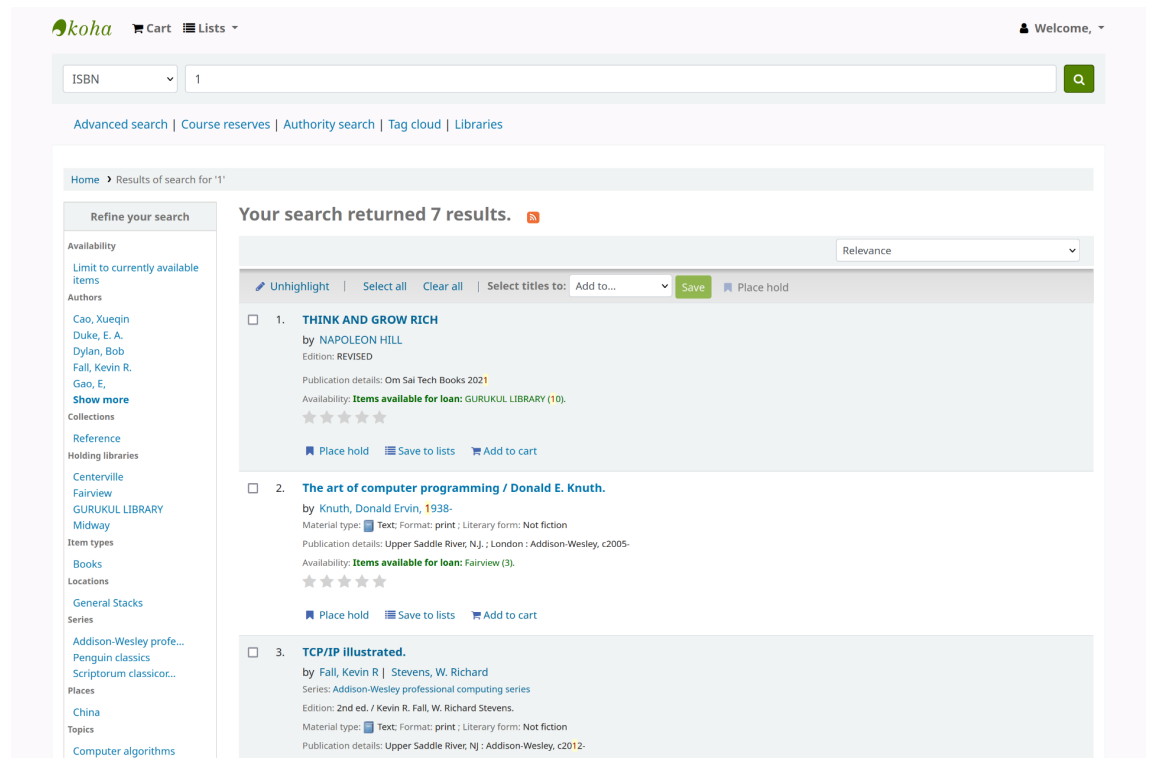 koha Cart Lists Welcome,
ISBN 1
Advanced search | Course reserves | Authority search | Tag cloud | Libraries
Home Results of search for '1'
Refine your search
Availability
Limit to currently available items
Authors
Cao, Xueqin
Duke, E. A.
Dylan, Bob
Fall, Kevin R.
Gao, E,
Show more
Collections
Reference
Holding libraries
Centerville
Fairview
GURUKUL LIBRARY
Midway
Item types
Books
Locations
General Stacks
Series
Addison-Wesley profe...
Penguin classics
Scriptorum classicor...
Places
China
Topics
Computer algorithms
Your search returned 7 results.
Relevance
Unhighlight | Select all Clear all | Select titles to: Add to... Save Place hold
1. THINK AND GROW RICH
by NAPOLEON HILL
Edition: REVISED
Publication details: Om Sai Tech Books 2021
Availability: Items available for loan: GURUKUL LIBRARY (10).
Place hold Save to lists Add to cart
2. The art of computer programming / Donald E. Knuth.
by Knuth, Donald Ervin, 1938-
Material type: Text; Format: print ; Literary form: Not fiction
Publication details: Upper Saddle River, N.J. ; London : Addison-Wesley, c2005-
Availability: Items available for loan: Fairview (3).
Place hold Save to lists Add to cart
3. TCP/IP illustrated.
by Fall, Kevin R | Stevens, W. Richard
Series: Addison-Wesley professional computing series
Edition: 2nd ed. / Kevin R. Fall, W. Richard Stevens.
Material type: Text; Format: print ; Literary form: Not fiction
Publication details: Upper Saddle River, NJ : Addison-Wesley, c2012-